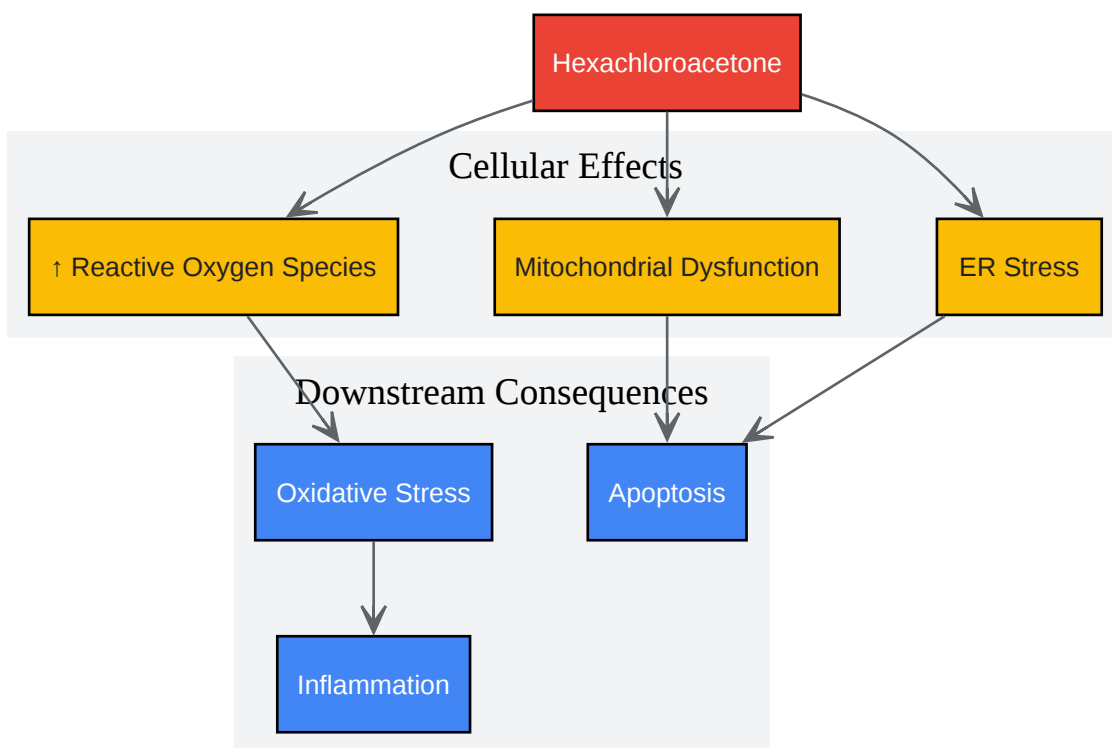 Hexachloroacetone
Cellular Effects
↑ Reactive Oxygen Species
Mitochondrial Dysfunction
ER Stress
Downstream Consequences
Oxidative Stress
Apoptosis
Inflammation